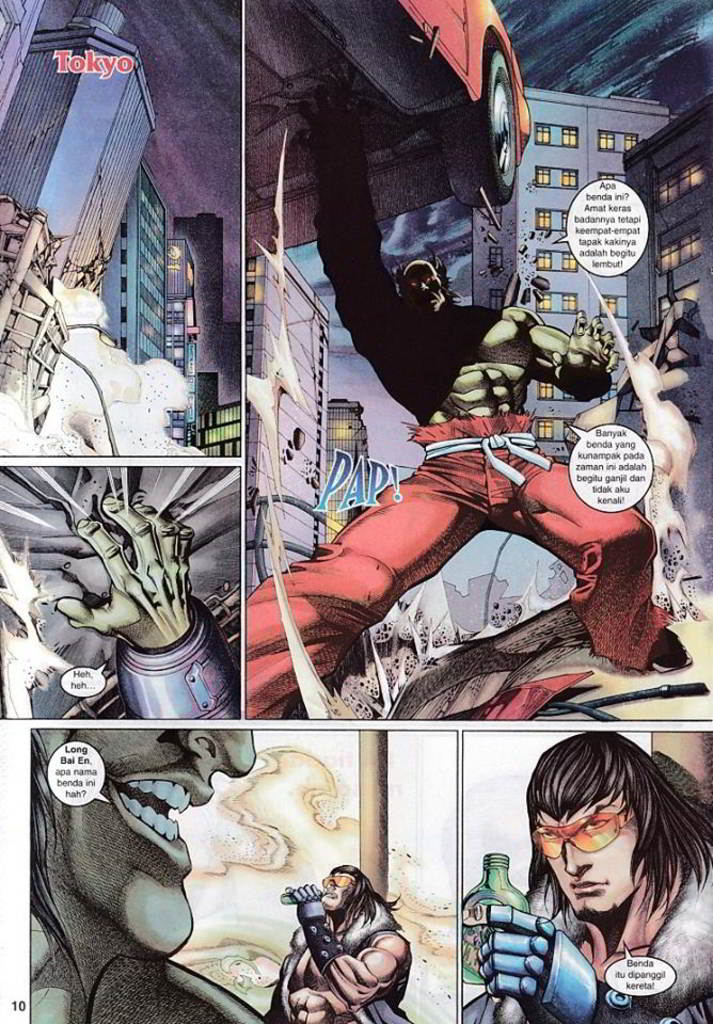 Tokyo
Apa
benda ini?
Amat keras
badannya tetapi
keempat-empat
tapak kakinya
adalah begitu
lembut!
Banyak
benda yang
kunampak pada
zaman ini adalah
begitu ganjil dan
tidak aku
kenali!
PAP!
Heh,
heh...
Long
Bai En,
apa nama
benda ini
hah?
Benda
itu dipanggil
kereta!
10